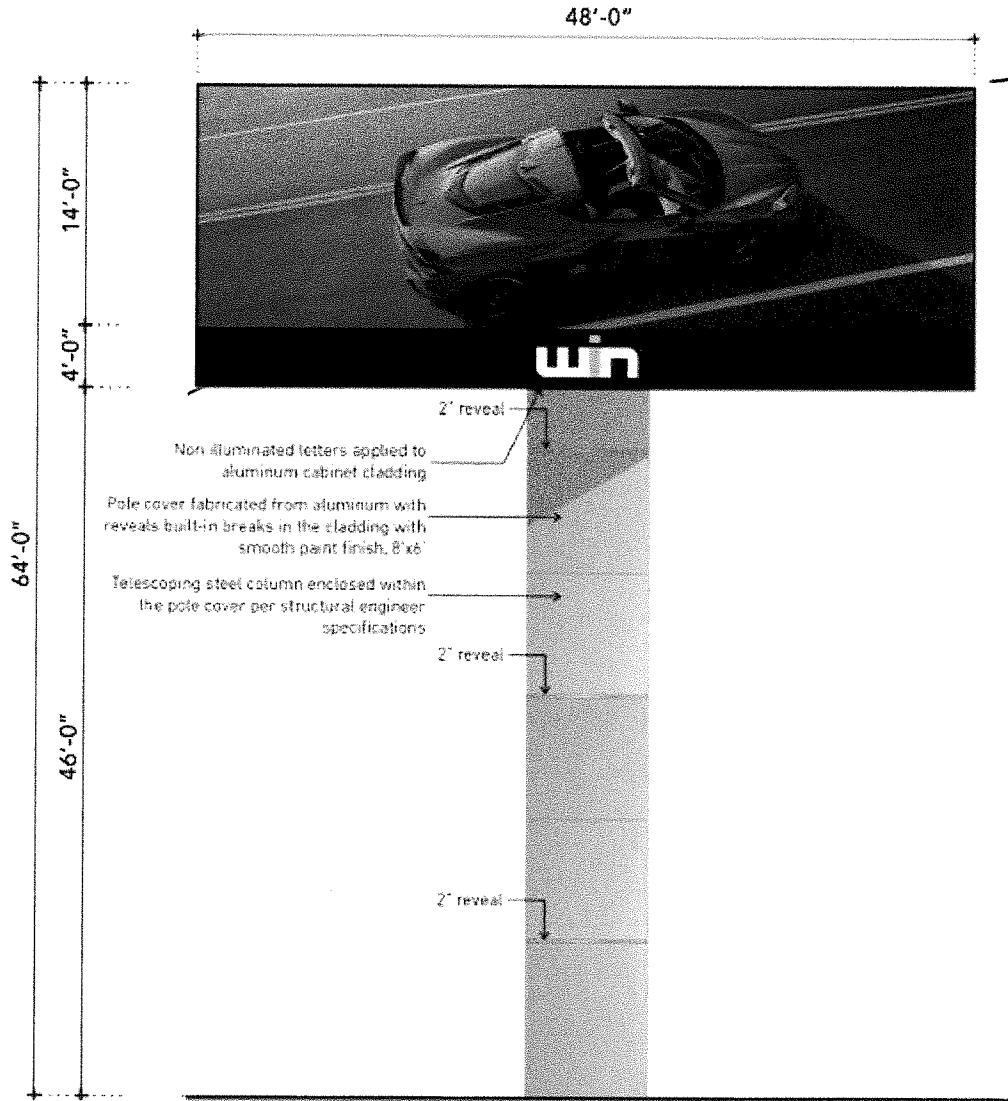 48'-0"
14'-0"
4'-0"
win
2" reveal
Non illuminated letters applied to
aluminum cabinet cladding
Pole cover fabricated from aluminum with
reveals built-in breaks in the cladding with
smooth paint finish, 8'x6'
64'-0"
Telescoping steel column enclosed within
the pole cover per structural engineer
specifications
2" reveal
46'-0"
2" reveal